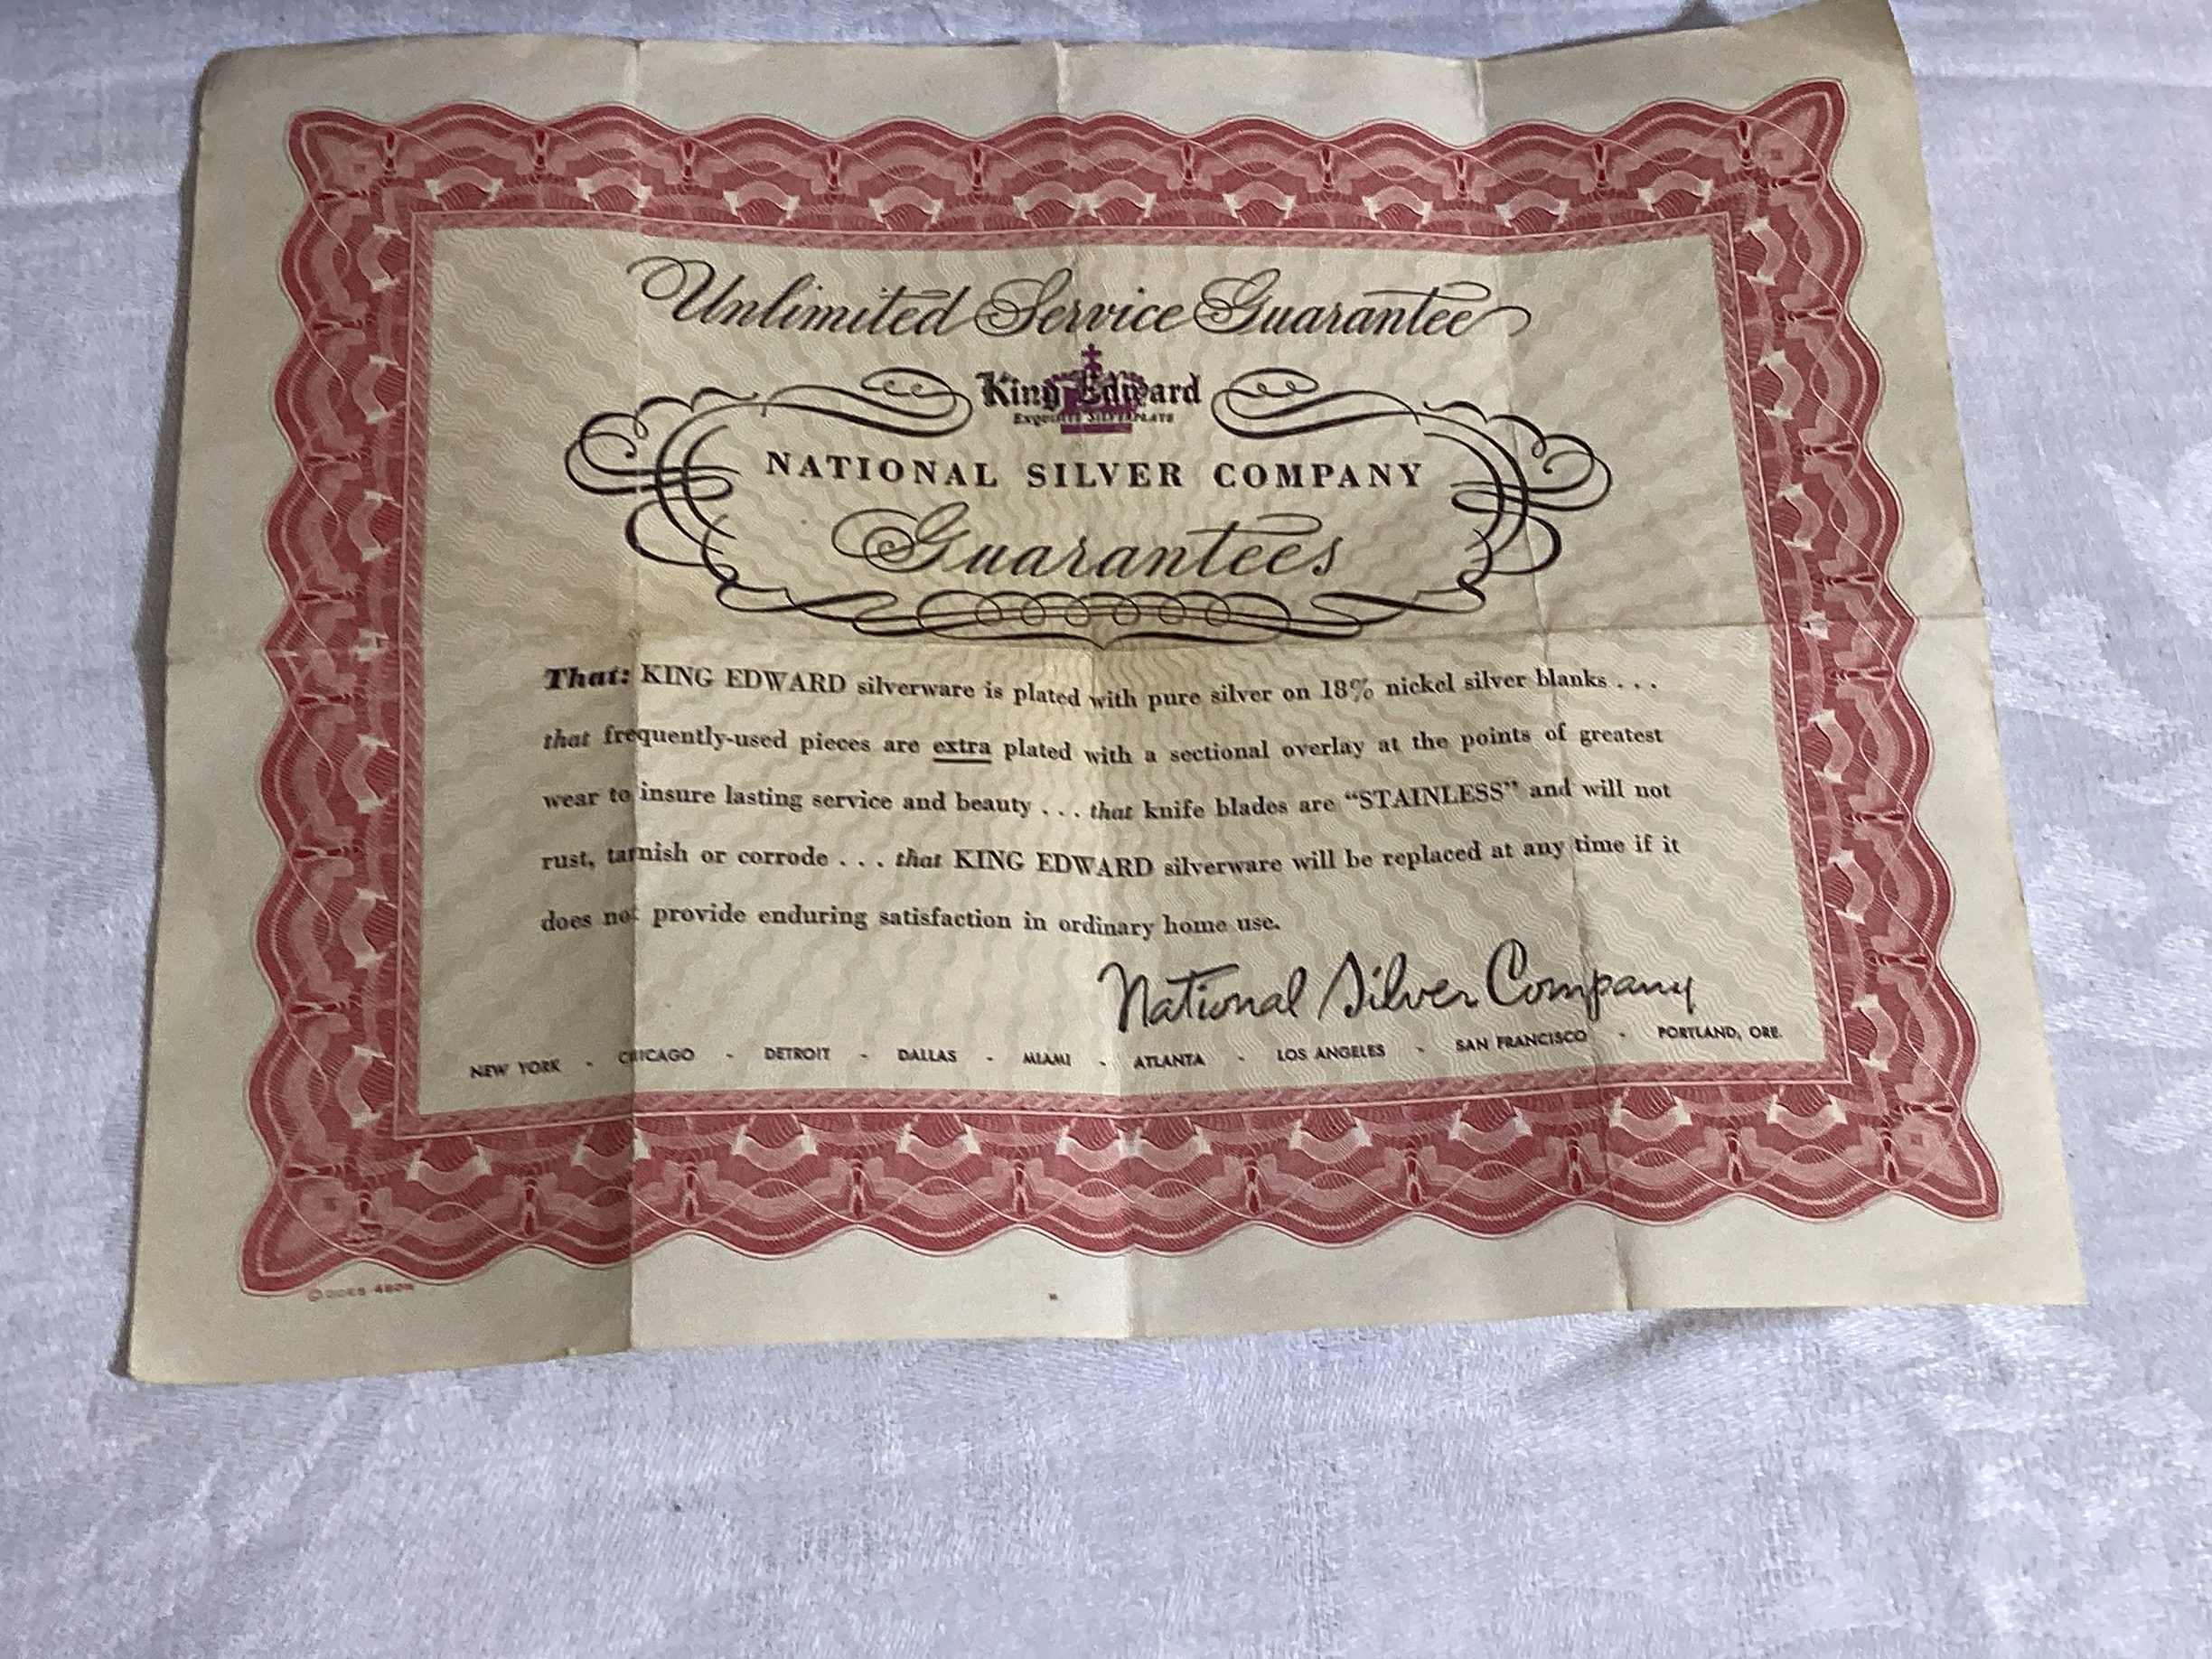 Unlimited Service Guarantee
King Edward
EXQUISITE SILVERPLATE
NATIONAL SILVER COMPANY
Guarantees
That: KING EDWARD silverware is plated with pure silver on 18% nickel silver blanks . . .
that frequently-used pieces are extra plated with a sectional overlay at the points of greatest
wear to insure lasting service and beauty . . . that knife blades are "STAINLESS" and will not
rust, tarnish or corrode . . . that KING EDWARD silverware will be replaced at any time if it
does not provide enduring satisfaction in ordinary home use.
National Silver Company
NEW YORK - CHICAGO - DETROIT - DALLAS - MIAMI - ATLANTA - LOS ANGELES - SAN FRANCISCO - PORTLAND, ORE.
©GOES